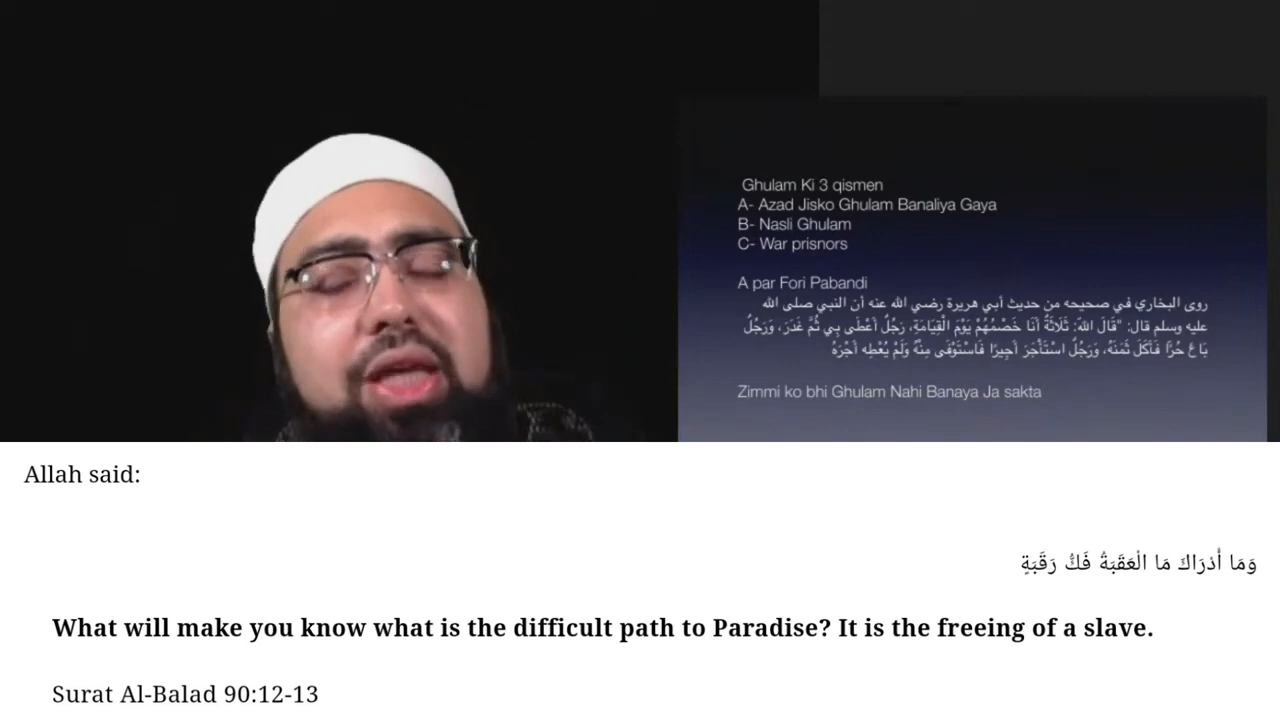 Ghulam Ki 3 qismen
A- Azad Jisko Ghulam Banaliya Gaya
B- Nasli Ghulam
C- War prisnors
A par Fori Pabandi
روى البخاري في صحيحه من حديث أبي هريرة رضي الله عنه أن النبي صلى الله
عليه وسلم قال: "قَالَ اللهُ: ثَلَاثَةٌ أَنَا خَصْمُهُمْ يَوْمَ الْقِيَامَةِ، رَجُلٌ أَعْطَى بِي ثُمَّ غَدَرَ، وَرَجُلٌ
بَاعَ حُرًّا فَأَكَلَ ثَمَنَهُ، وَرَجُلٌ اسْتَأْجَرَ أَجِيرًا فَاسْتَوْفَى مِنْهُ وَلَمْ يُعْطِه أَجْرَهُ
Zimmi ko bhi Ghulam Nahi Banaya Ja sakta
Allah said:
وَمَا أَدْرَاكَ مَا الْعَقَبَةُ فَكُّ رَقَبَةٍ
What will make you know what is the difficult path to Paradise? It is the freeing of a slave.
Surat Al-Balad 90:12-13